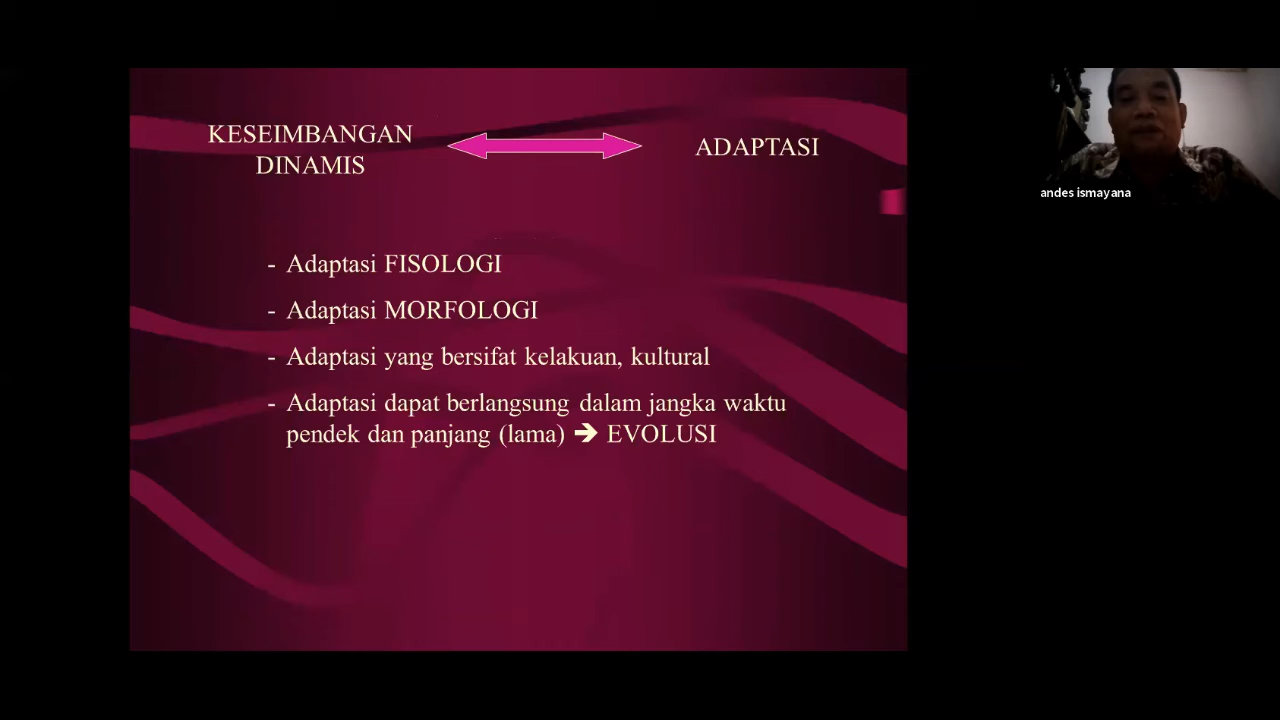 KESEIMBANGAN
DINAMIS
ADAPTASI
- Adaptasi FISOLOGI
- Adaptasi MORFOLOGI
- Adaptasi yang bersifat kelakuan, kultural
- Adaptasi dapat berlangsung dalam jangka waktu
pendek dan panjang (lama) ➔ EVOLUSI
andes ismayana